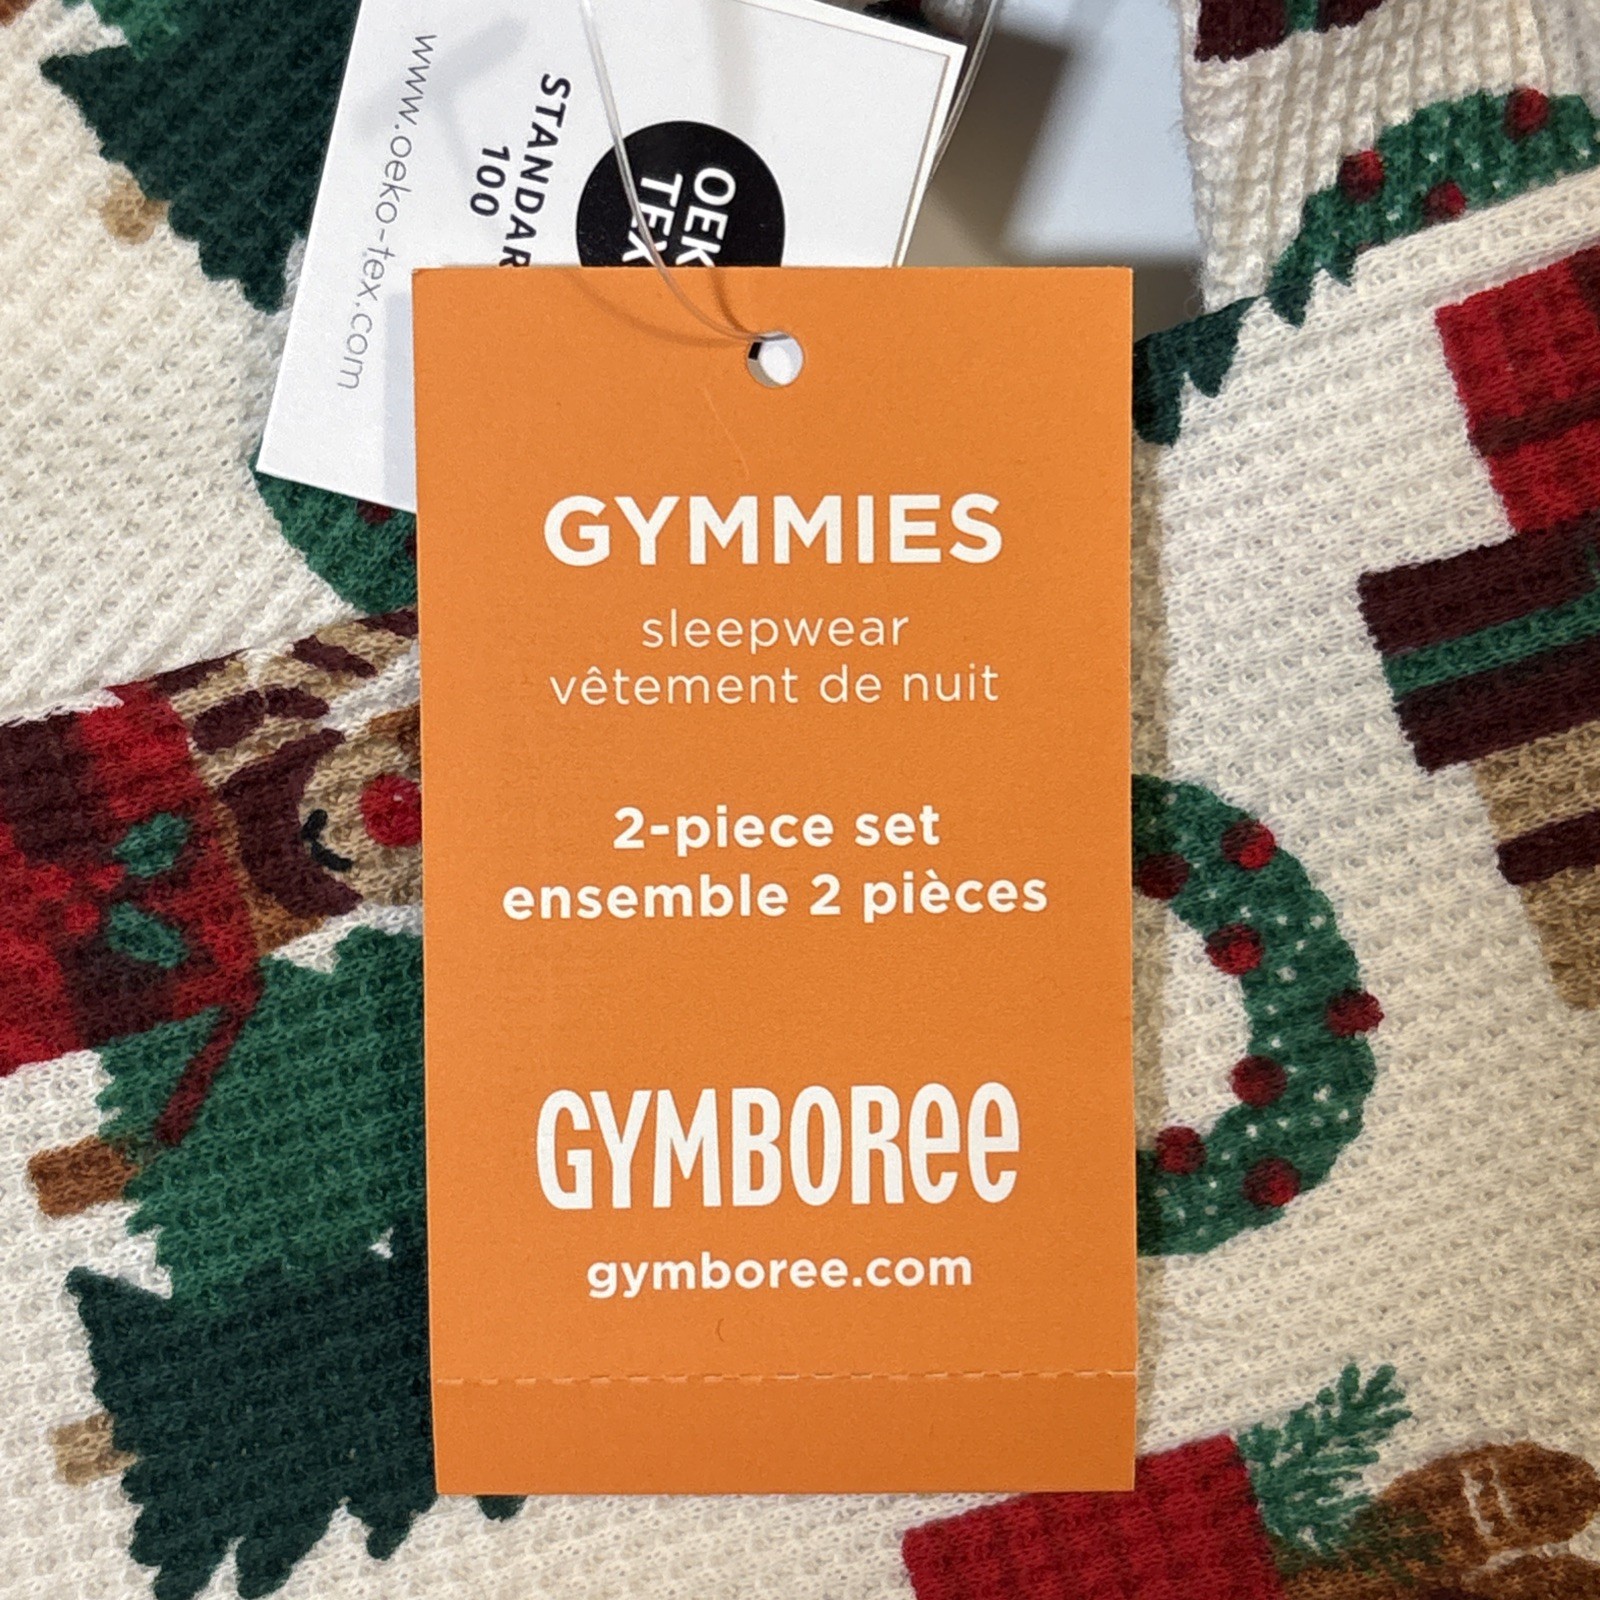 www.oeko-tex.com
STANDAR
100
OEK
TEX
GYMMIES
sleepwear
vêtement de nuit
2-piece set
ensemble 2 pièces
GYMBOREE
gymboree.com